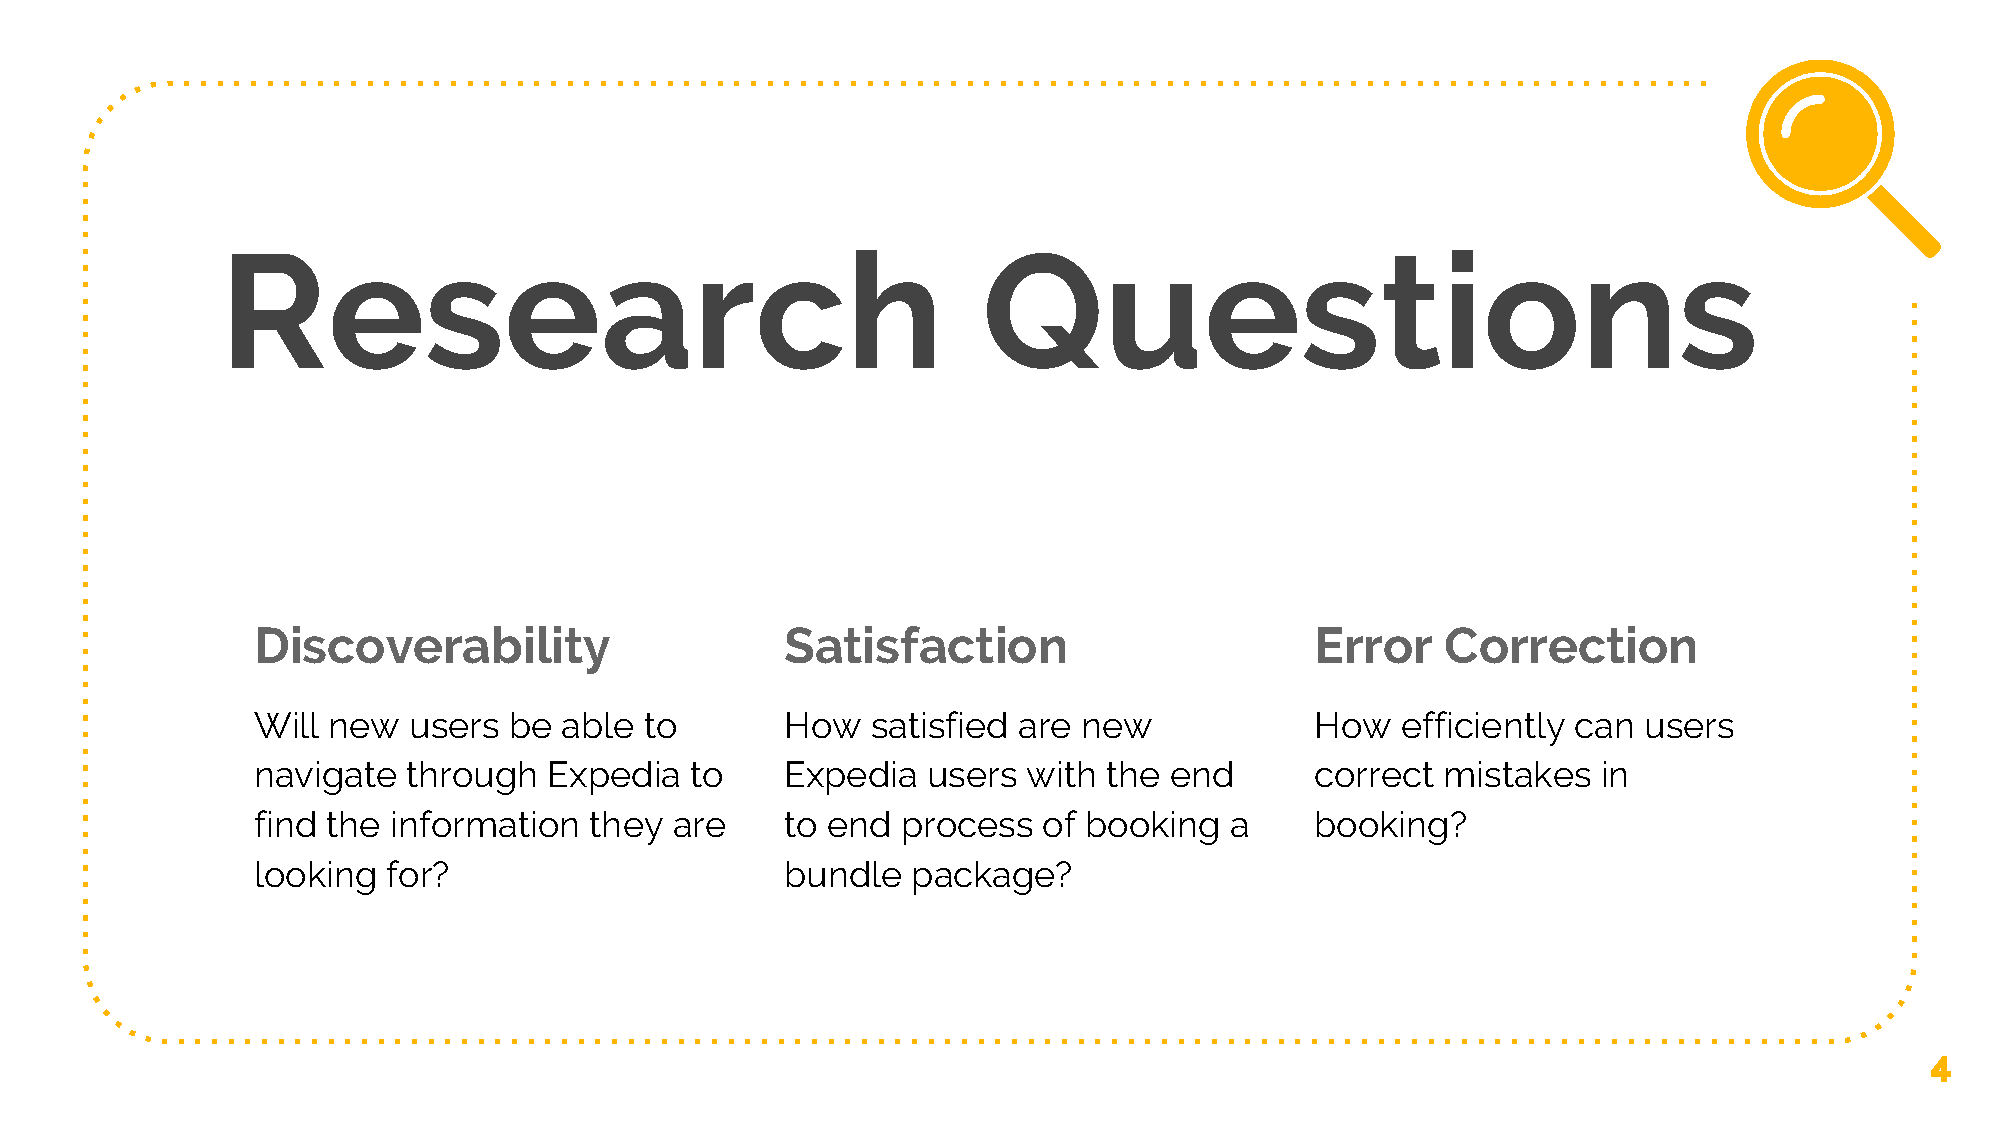 Research Questions
Discoverability
Will new users be able to
navigate through Expedia to
find the information they are
looking for?
Satisfaction
How satisfied are new
Expedia users with the end
to end process of booking a
bundle package?
Error Correction
How efficiently can users
correct mistakes in
booking?
4